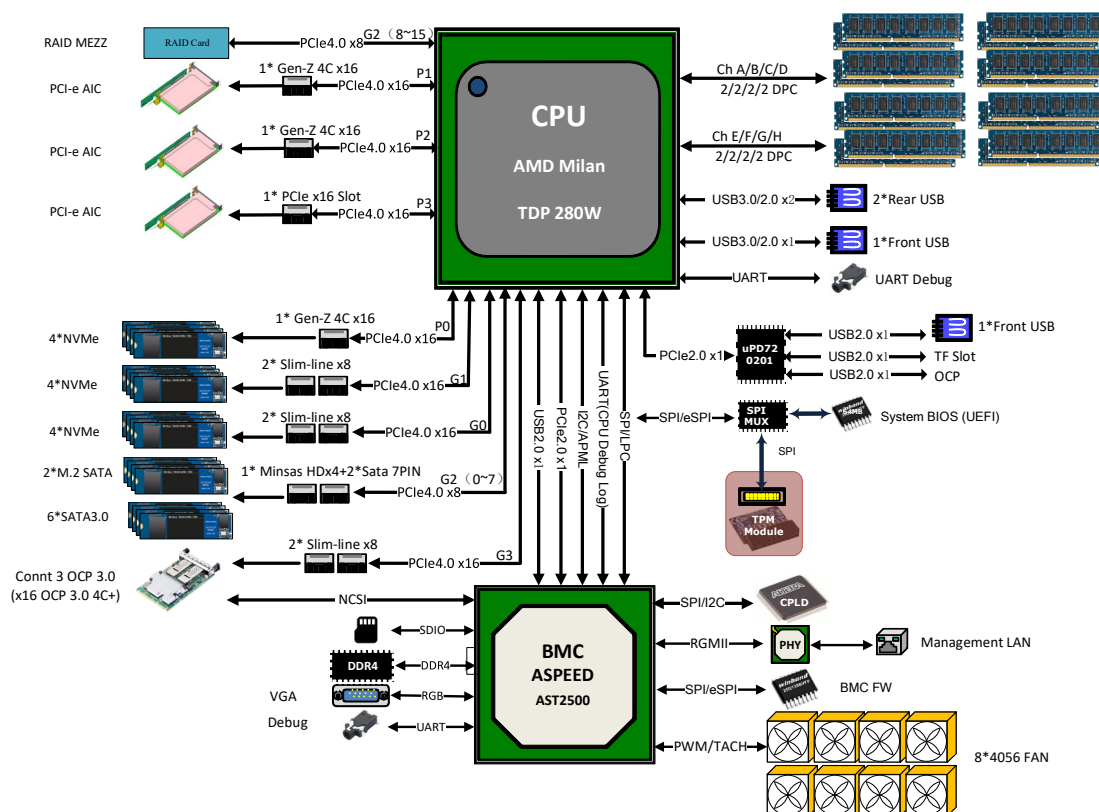 RAID MEZZ
RAID Card
PCIe4.0 x8
G2（8~15）
PCI-e AIC
1* Gen-Z 4C x16
PCIe4.0 x16
P1
PCI-e AIC
1* Gen-Z 4C x16
PCIe4.0 x16
P2
PCI-e AIC
1* PCIe x16 Slot
PCIe4.0 x16
P3
CPU
AMD Milan
TDP 280W
Ch A/B/C/D
2/2/2/2 DPC
Ch E/F/G/H
2/2/2/2 DPC
USB3.0/2.0 x2
2*Rear USB
USB3.0/2.0 x1
1*Front USB
UART
UART Debug
4*NVMe
1* Gen-Z 4C x16
PCIe4.0 x16
P0
4*NVMe
2* Slim-line x8
PCIe4.0 x16
G1
4*NVMe
2* Slim-line x8
PCIe4.0 x16
G0
2*M.2 SATA
1* Minsas HDx4+2*Sata 7PIN
PCIe4.0 x8
G2（0~7）
6*SATA3.0
2* Slim-line x8
PCIe4.0 x16
G3
Connt 3 OCP 3.0
(x16 OCP 3.0 4C+)
NCSI
USB2.0 x1
PCIe2.0 x1
I2C/APML
UART(CPU Debug Log)
SPI/LPC
PCIe2.0 x1
uPD72
0201
USB2.0 x1
1*Front USB
USB2.0 x1
TF Slot
USB2.0 x1
OCP
SPI/eSPI
SPI
MUX
winbond
64MB
System BIOS (UEFI)
SPI
TPM
Module
SDIO
DDR4
DDR4
VGA
RGB
Debug
UART
BMC
ASPEED
AST2500
SPI/I2C
CPLD
RGMII
PHY
Management LAN
SPI/eSPI
winbond
BMC FW
PWM/TACH
8*4056 FAN